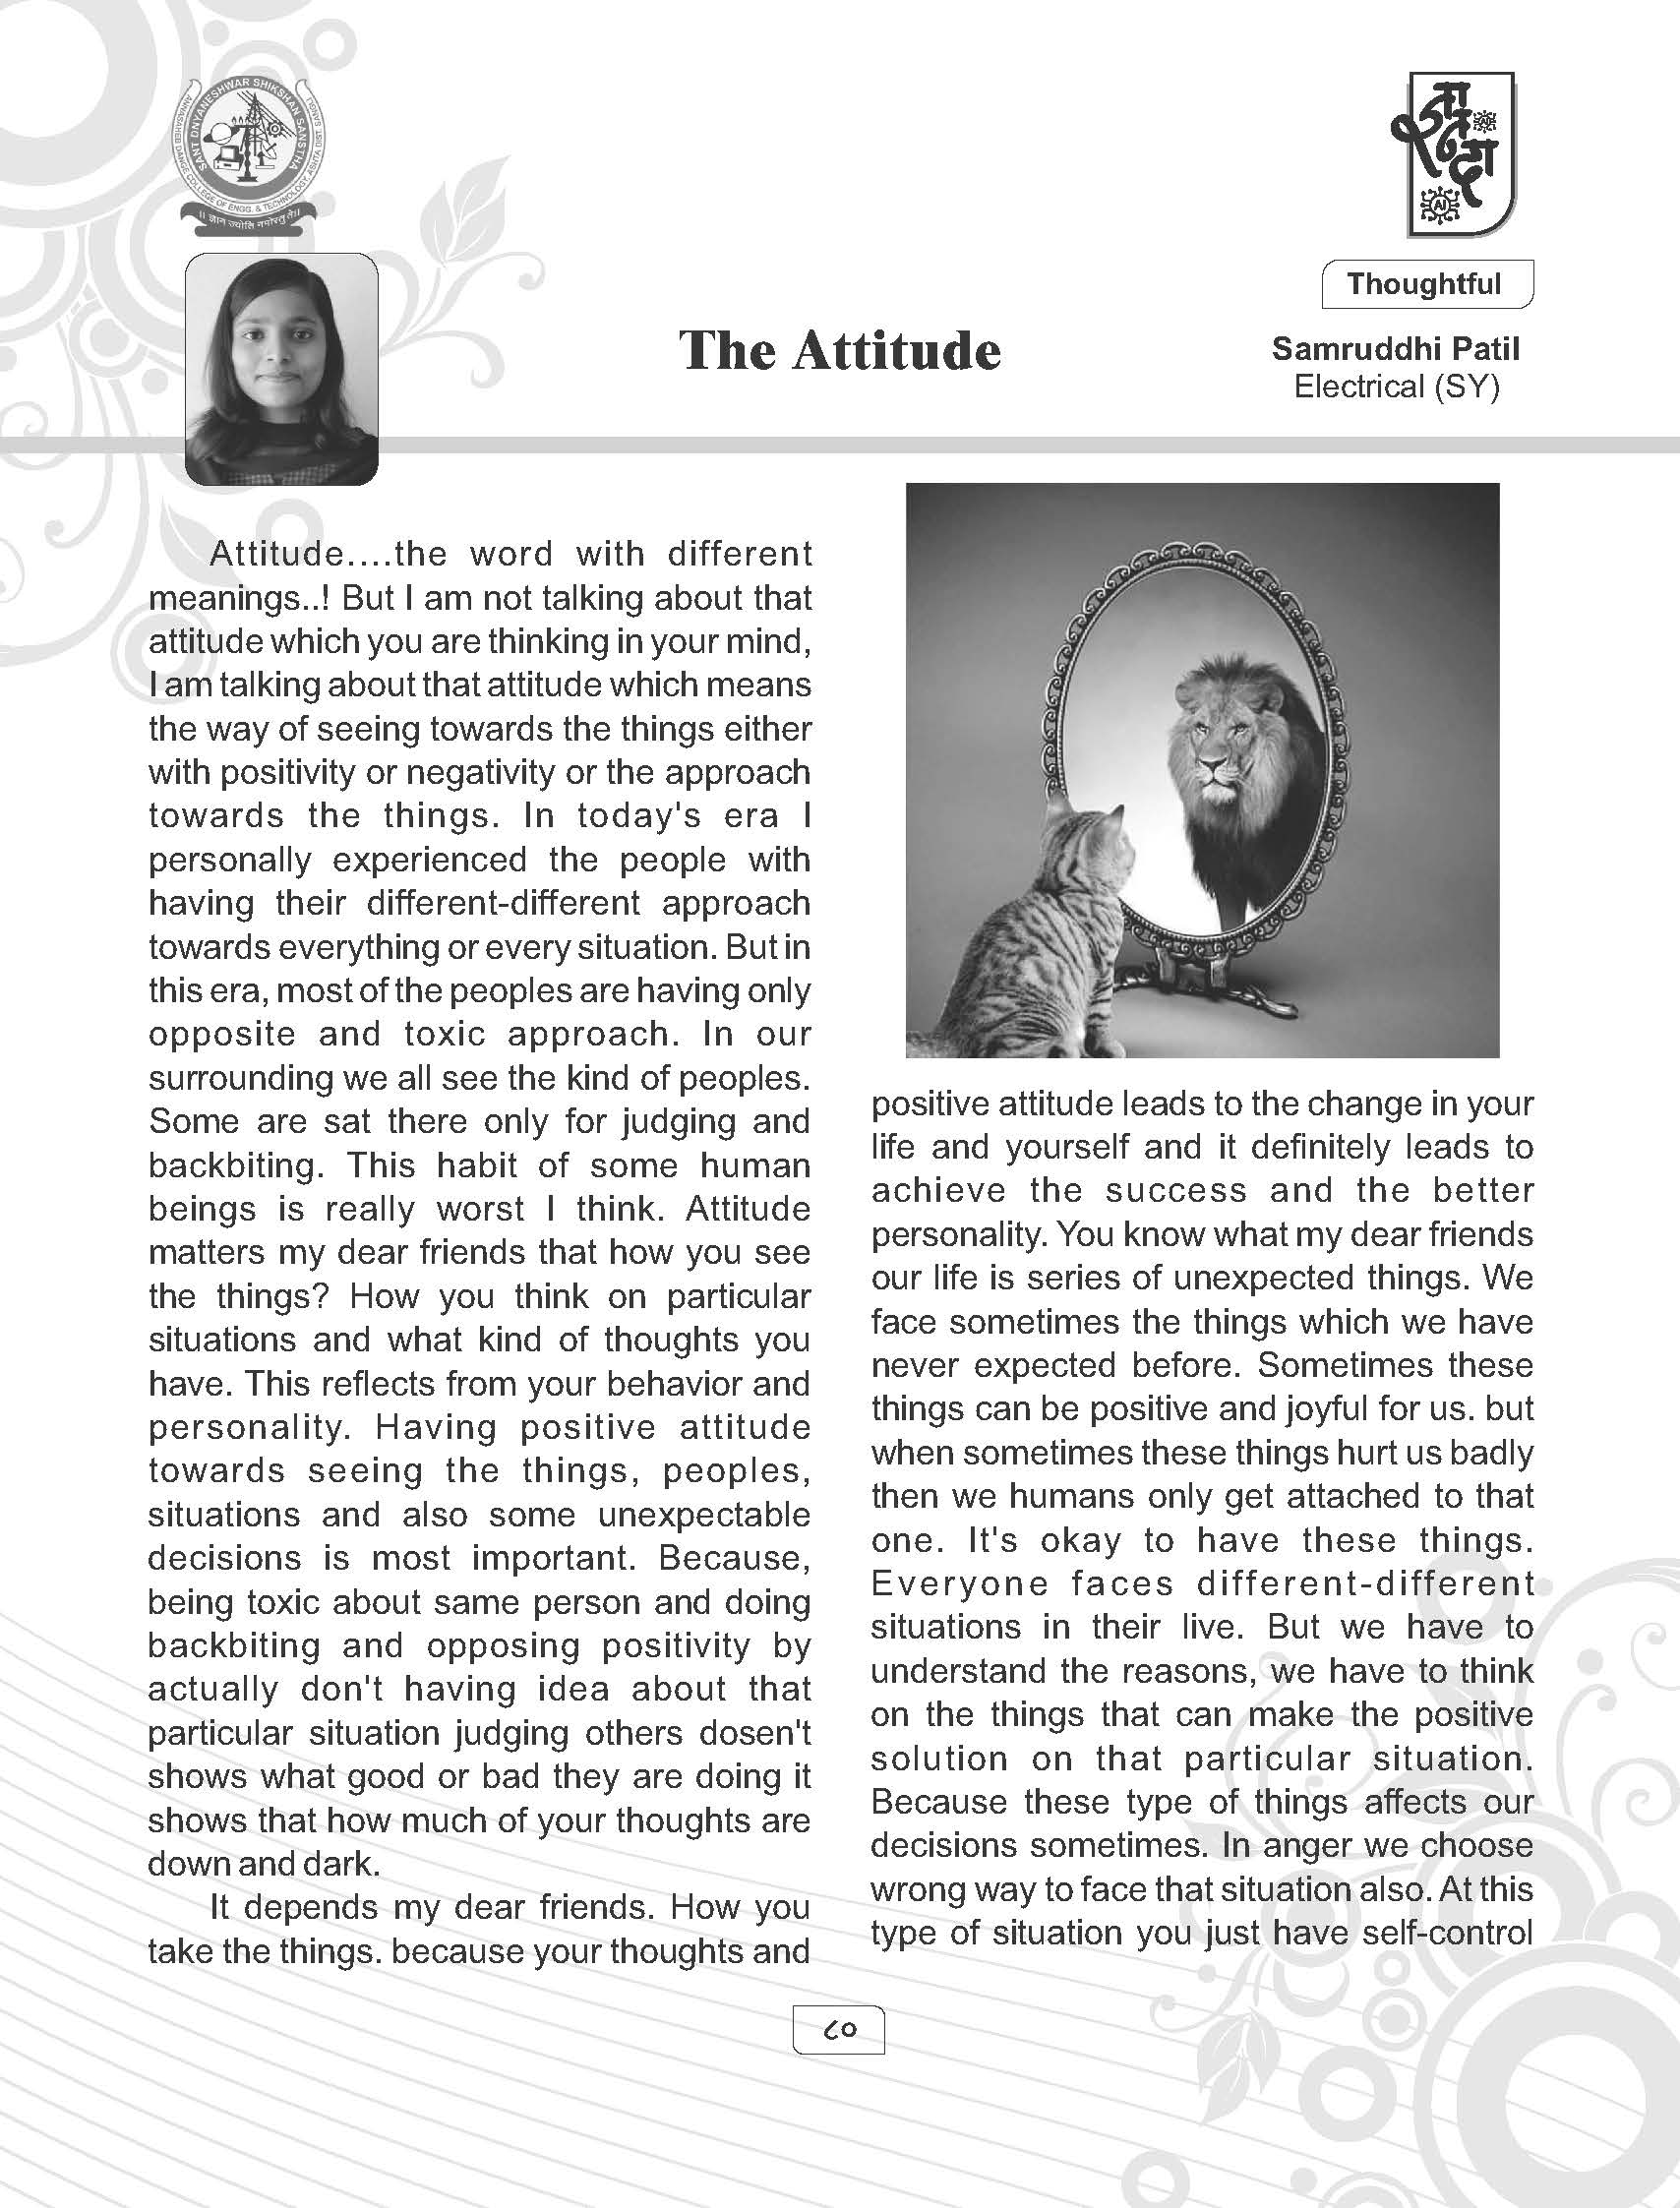 SANT DNYANESHWAR SHIKSHAN SANSTHA
ANNASAHEB DANGE COLLEGE OF ENGG. & TECHNOLOGY, ASHTA DIST. SANGLI
AI
AI
Thoughtful
The Attitude
Samruddhi Patil
Electrical (SY)
Attitude....the word with different
meanings..! But I am not talking about that
attitude which you are thinking in your mind,
I am talking about that attitude which means
the way of seeing towards the things either
with positivity or negativity or the approach
towards the things. In today's era I
personally experienced the people with
having their different-different approach
towards everything or every situation. But in
this era, most of the peoples are having only
opposite and toxic approach. In our
surrounding we all see the kind of peoples.
Some are sat there only for judging and
backbiting. This habit of some human
beings is really worst I think. Attitude
matters my dear friends that how you see
the things? How you think on particular
situations and what kind of thoughts you
have. This reflects from your behavior and
personality. Having positive attitude
towards seeing the things, peoples,
situations and also some unexpectable
decisions is most important. Because,
being toxic about same person and doing
backbiting and opposing positivity by
actually don't having idea about that
particular situation judging others dosen't
shows what good or bad they are doing it
shows that how much of your thoughts are
down and dark.
It depends my dear friends. How you
take the things. because your thoughts and
positive attitude leads to the change in your
life and yourself and it definitely leads to
achieve the success and the better
personality. You know what my dear friends
our life is series of unexpected things. We
face sometimes the things which we have
never expected before. Sometimes these
things can be positive and joyful for us. but
when sometimes these things hurt us badly
then we humans only get attached to that
one. It's okay to have these things.
Everyone faces different-different
situations in their live. But we have to
understand the reasons, we have to think
on the things that can make the positive
solution on that particular situation.
Because these type of things affects our
decisions sometimes. In anger we choose
wrong way to face that situation also. At this
type of situation you just have self-control
८०